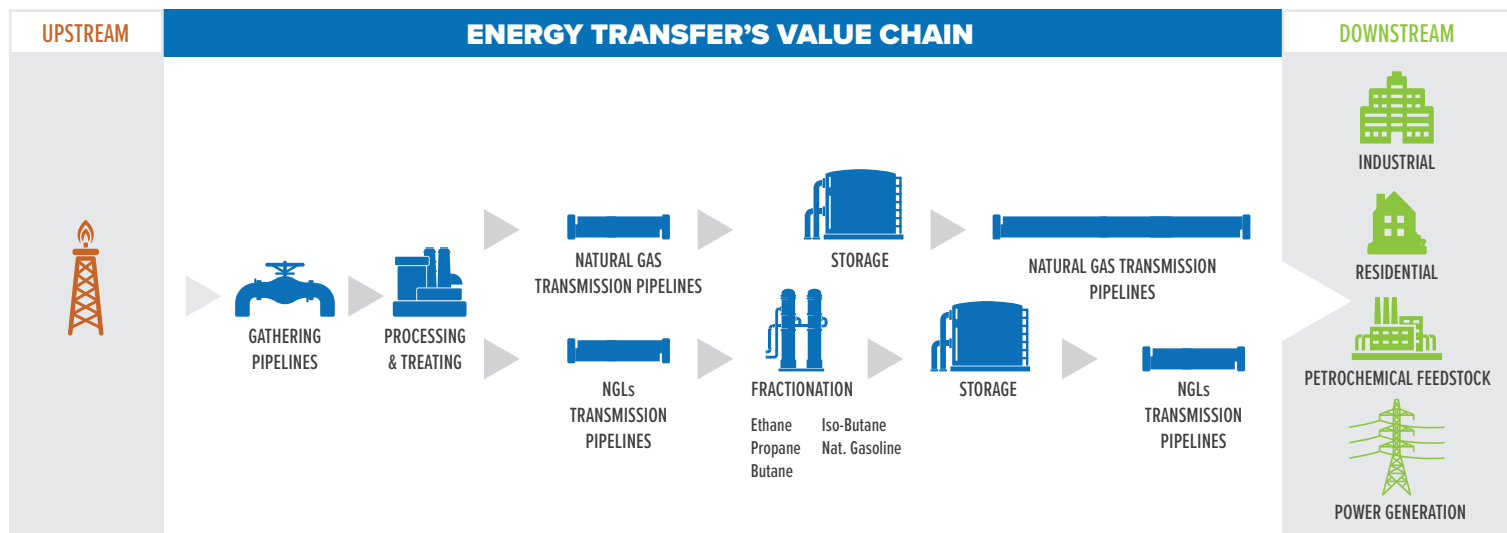 UPSTREAM
ENERGY TRANSFER’S VALUE CHAIN
DOWNSTREAM
GATHERING
PIPELINES
PROCESSING
& TREATING
NATURAL GAS
TRANSMISSION PIPELINES
STORAGE
NATURAL GAS TRANSMISSION
PIPELINES
NGLs
TRANSMISSION
PIPELINES
FRACTIONATION
Ethane Iso-Butane
Propane Nat. Gasoline
Butane
STORAGE
NGLs
TRANSMISSION
PIPELINES
INDUSTRIAL
RESIDENTIAL
PETROCHEMICAL FEEDSTOCK
POWER GENERATION